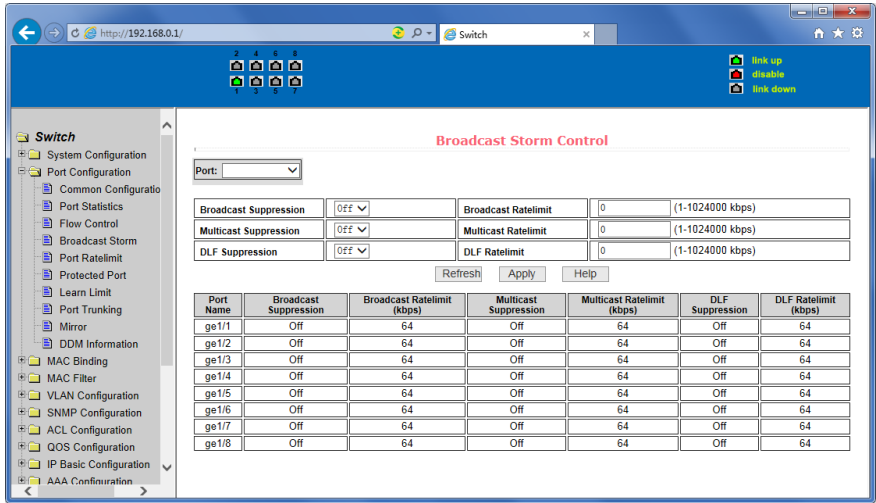 http://192.168.0.1/
Switch
2 4 6 8
1 3 5 7
link up
disable
link down
Switch
System Configuration
Port Configuration
Common Configuratio
Port Statistics
Flow Control
Broadcast Storm
Port Ratelimit
Protected Port
Learn Limit
Port Trunking
Mirror
DDM Information
MAC Binding
MAC Filter
VLAN Configuration
SNMP Configuration
ACL Configuration
QOS Configuration
IP Basic Configuration
AAA Configuration
Broadcast Storm Control
Port:
Broadcast Suppression Off Broadcast Ratelimit 0 (1-1024000 kbps)
Multicast Suppression Off Multicast Ratelimit 0 (1-1024000 kbps)
DLF Suppression Off DLF Ratelimit 0 (1-1024000 kbps)
Refresh Apply Help
Port Name Broadcast Suppression Broadcast Ratelimit (kbps) Multicast Suppression Multicast Ratelimit (kbps) DLF Suppression DLF Ratelimit (kbps)
ge1/1 Off 64 Off 64 Off 64
ge1/2 Off 64 Off 64 Off 64
ge1/3 Off 64 Off 64 Off 64
ge1/4 Off 64 Off 64 Off 64
ge1/5 Off 64 Off 64 Off 64
ge1/6 Off 64 Off 64 Off 64
ge1/7 Off 64 Off 64 Off 64
ge1/8 Off 64 Off 64 Off 64